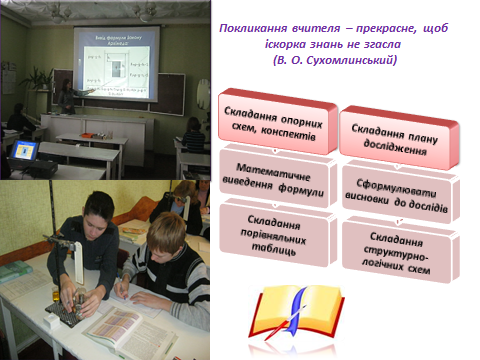 Покликання вчителя – прекрасне, щоб
іскорка знань не згасла
(В. О. Сухомлинський)
Складання опорних
схем, конспектів
Складання плану
дослідження
Математичне
виведення формули
Сформулювати
висновки до дослідів
Складання
порівняльних
таблиць
Складання
структурно-
логічних схем